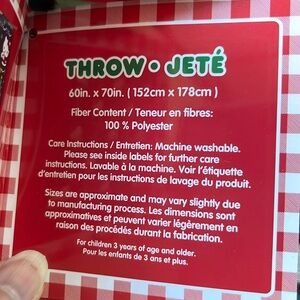 THROW • JETÉ
60in. x 70in. ( 152cm x 178cm )
Fiber Content / Teneur en fibres:
100 % Polyester
Care Instructions / Entretien: Machine washable.
Please see inside labels for further care
instructions. Lavable à la machine. Voir l'étiquette
d'entretien pour les instructions de lavage du produit.
Sizes are approximate and may vary slightly due
to manufacturing process. Les dimensions sont
approximatives et peuvent varier légèrement en
raison des procédés durant la fabrication.
For children 3 years of age and older.
Pour les enfants de 3 ans et plus.